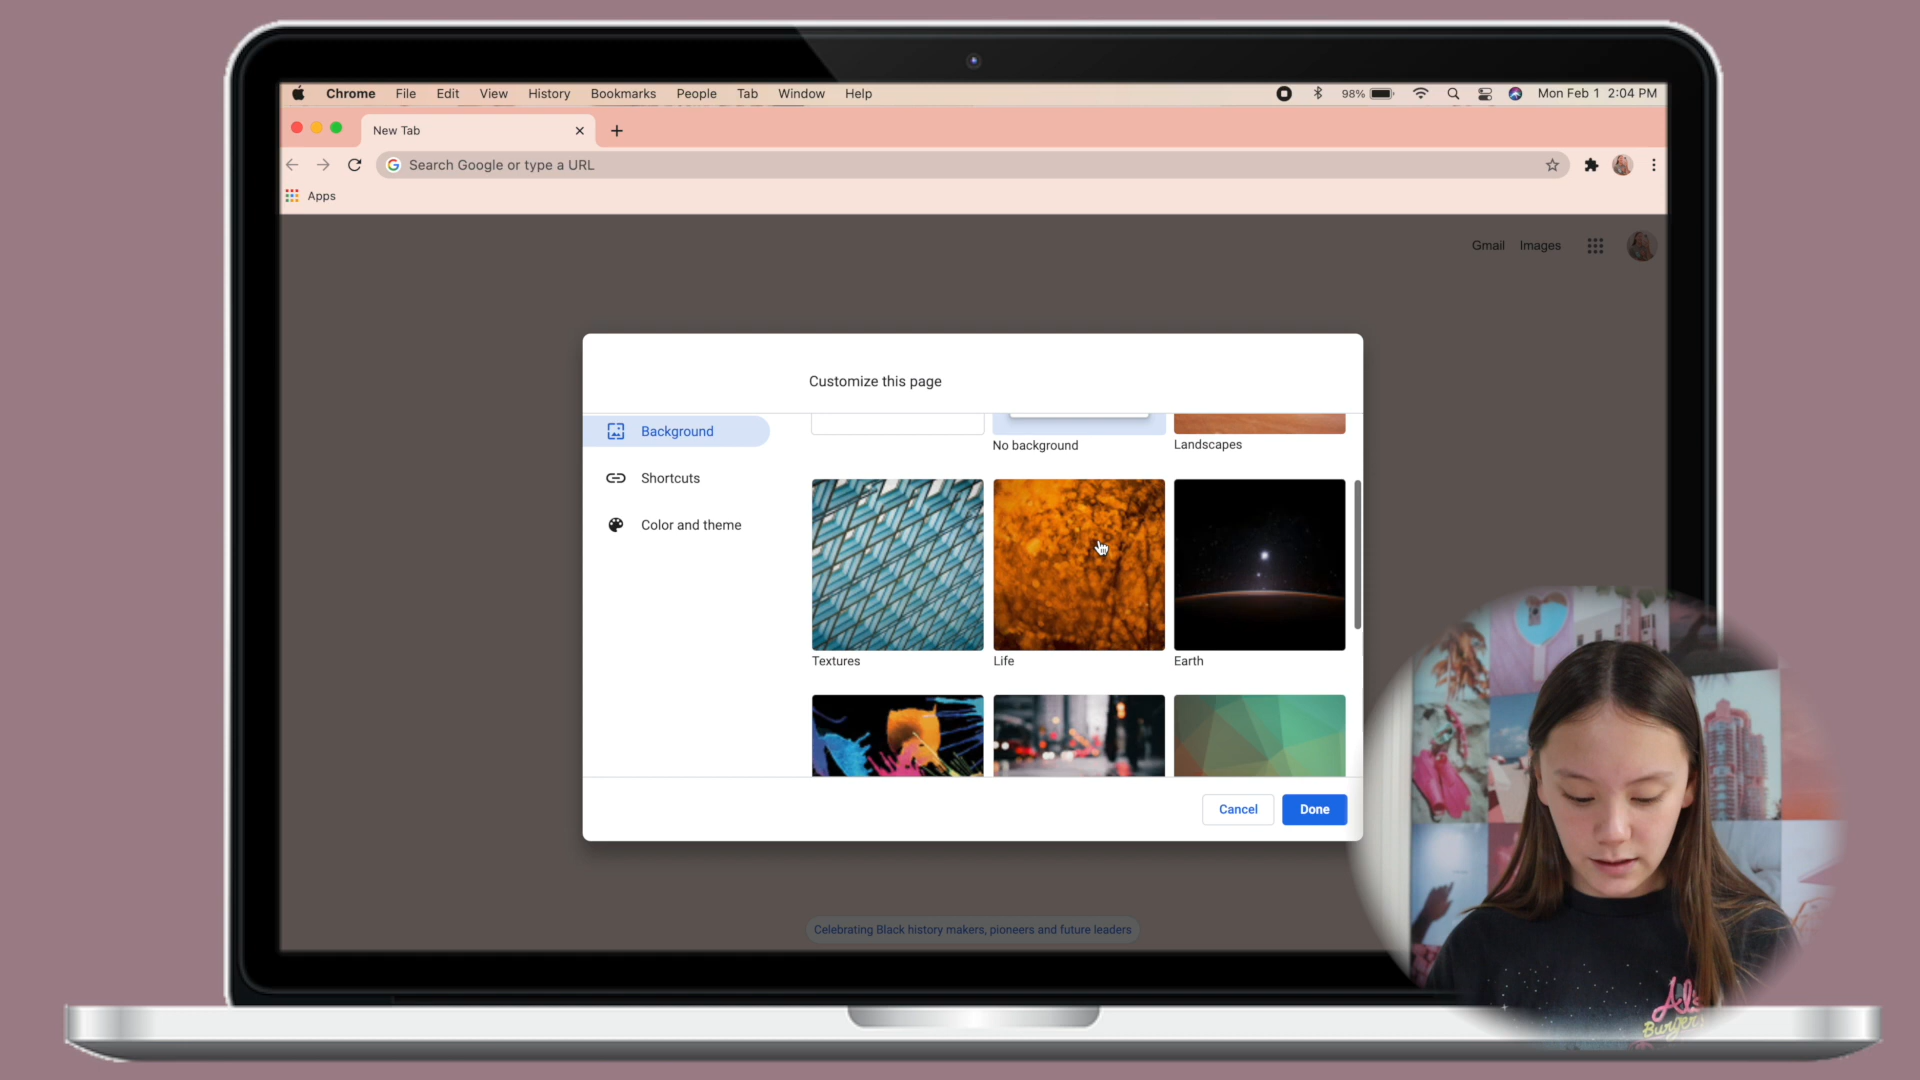 Chrome File Edit View History Bookmarks People Tab Window Help 98% Mon Feb 1 2:04 PM
New Tab
Search Google or type a URL
Apps
Gmail Images
Customize this page
Background
No background
Landscapes
Shortcuts
Color and theme
Textures
Life
Earth
Cancel
Done
Celebrating Black history makers, pioneers and future leaders
Al's
Burger